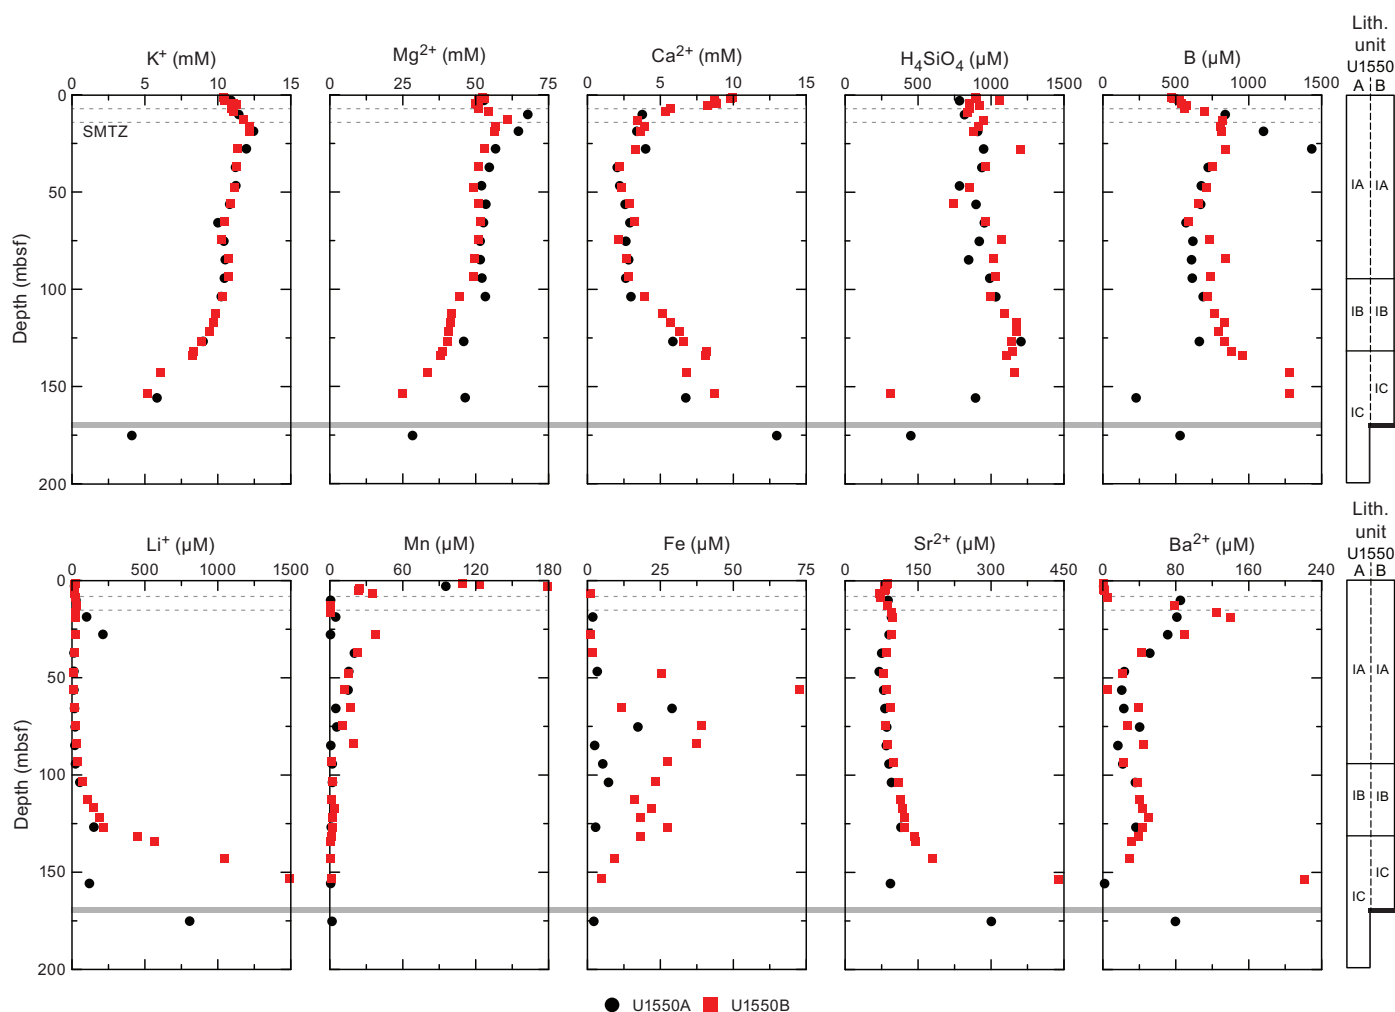 K⁺ (mM) Mg²⁺ (mM) Ca²⁺ (mM) H₄SiO₄ (µM) B (µM) Lith. unit U1550 A B
0 5 10 15 0 25 50 75 0 5 10 15 0 500 1000 1500 0 500 1000 1500
0
SMTZ
50 IA IA
Depth (mbsf)
100
IB IB
150 IC
IC
200
Li⁺ (µM) Mn (µM) Fe (µM) Sr²⁺ (µM) Ba²⁺ (µM) Lith. unit U1550 A B
0 500 1000 1500 0 60 120 180 0 25 50 75 0 150 300 450 0 80 160 240
0
50 IA IA
Depth (mbsf)
100
IB IB
150 IC
IC
200
U1550A U1550B